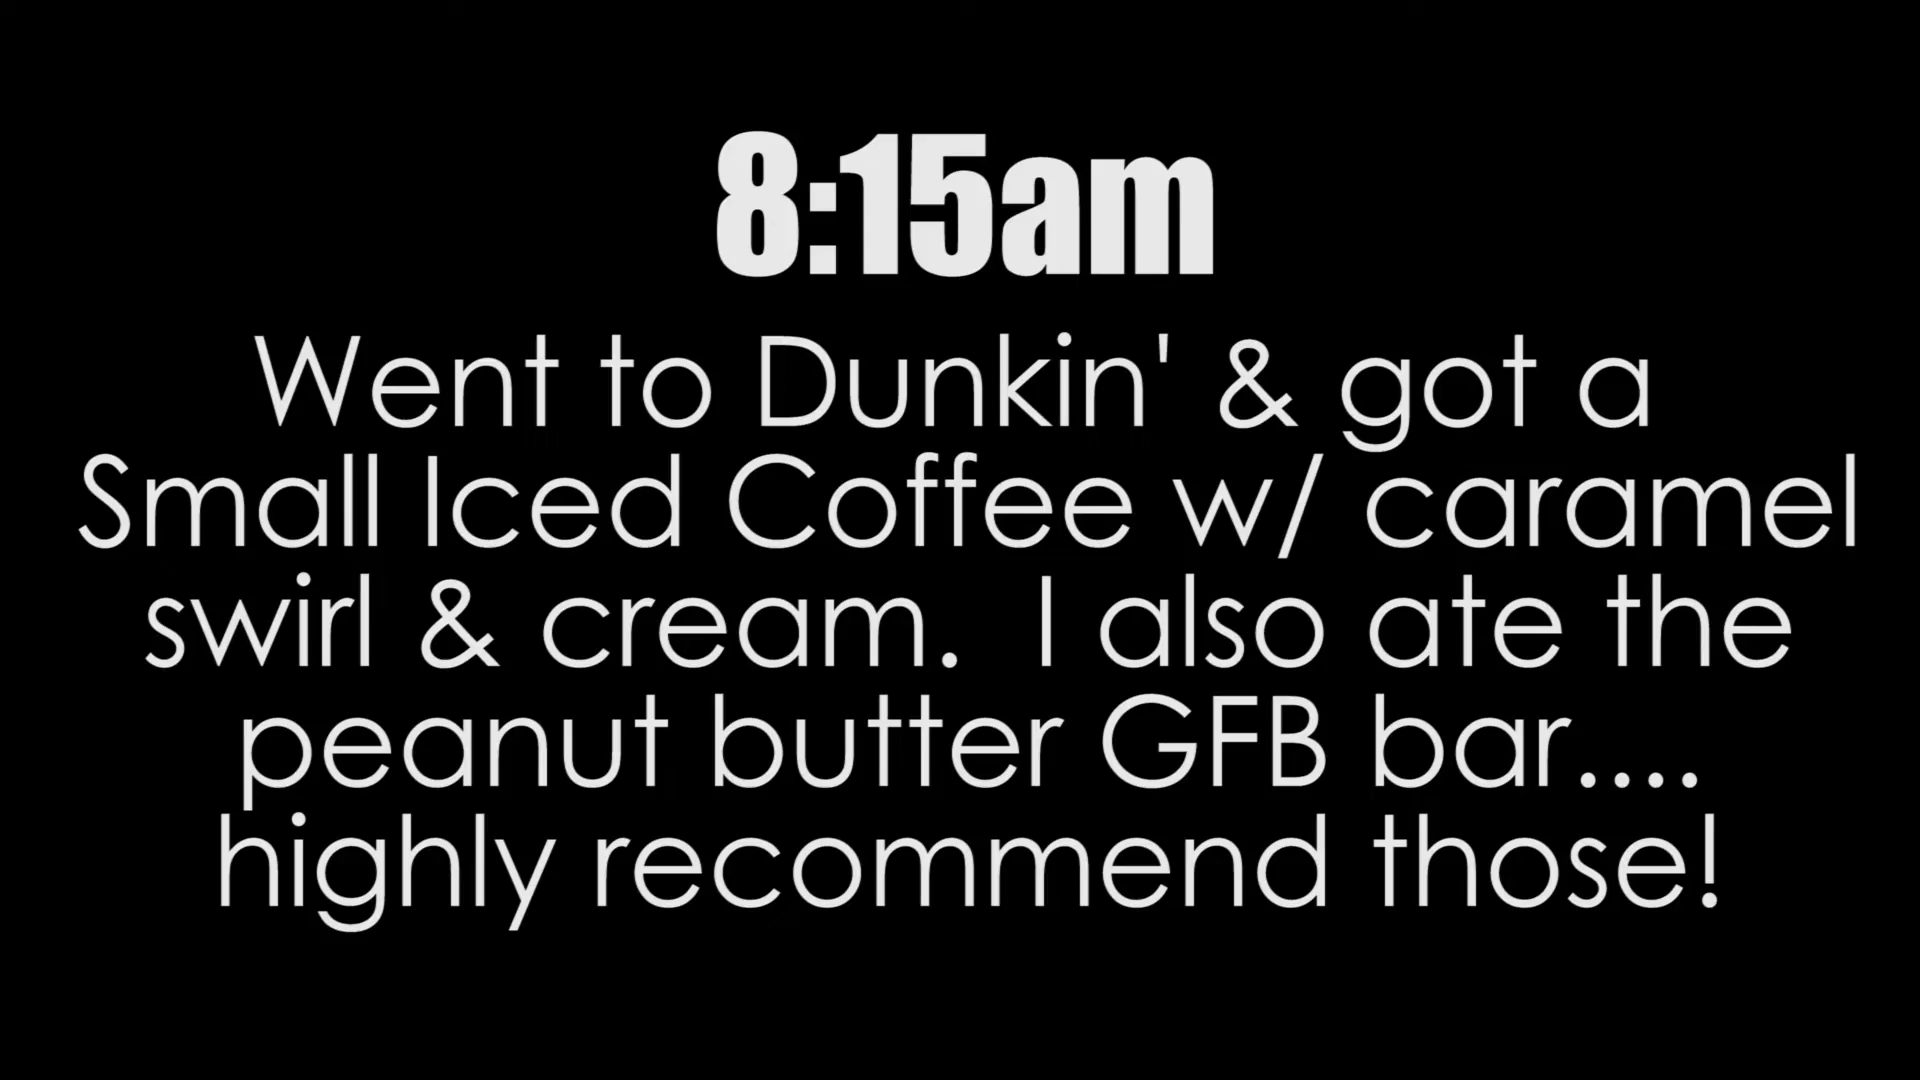 8:15am
Went to Dunkin' & got a
Small Iced Coffee w/ caramel
swirl & cream.  I also ate the
peanut butter GFB bar....
highly recommend those!